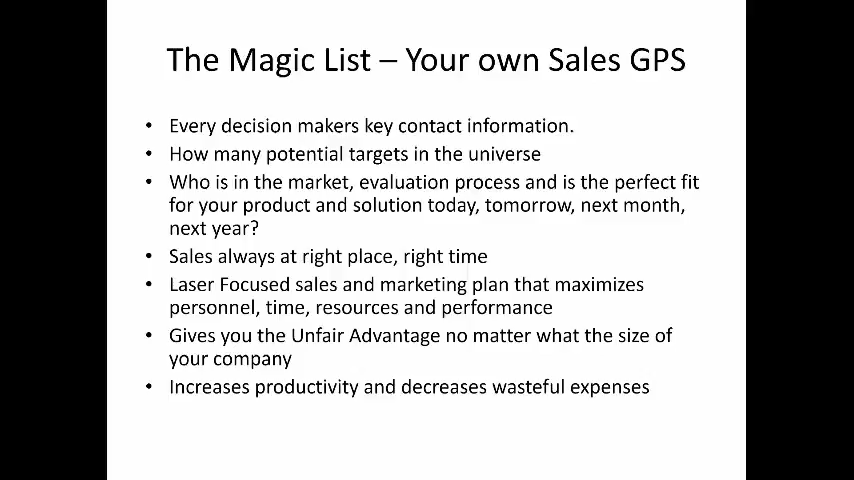 The Magic List – Your own Sales GPS
• Every decision makers key contact information.
• How many potential targets in the universe
• Who is in the market, evaluation process and is the perfect fit
for your product and solution today, tomorrow, next month,
next year?
• Sales always at right place, right time
• Laser Focused sales and marketing plan that maximizes
personnel, time, resources and performance
• Gives you the Unfair Advantage no matter what the size of
your company
• Increases productivity and decreases wasteful expenses